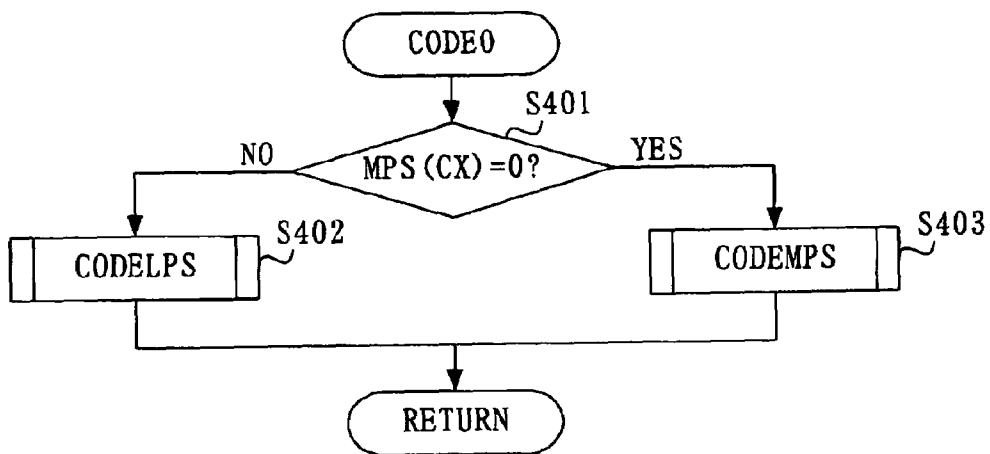 CODE0
S401
MPS(CX)=0?
NO
YES
CODELPS
S402
CODEMPS
S403
RETURN